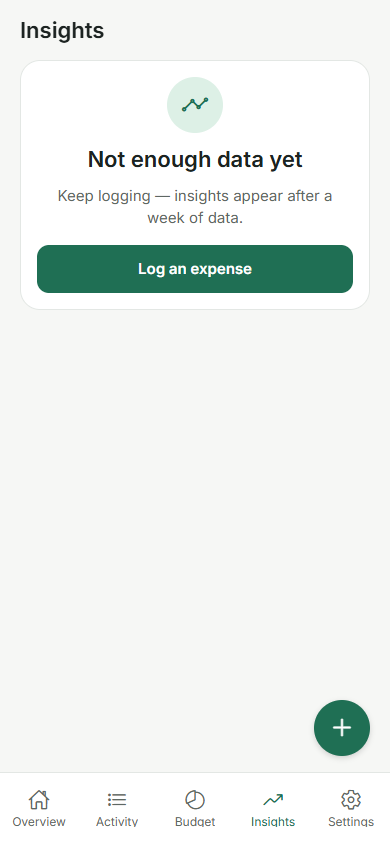 Insights
Not enough data yet
Keep logging — insights appear after a
week of data.
Log an expense
Overview
Activity
Budget
Insights
Settings